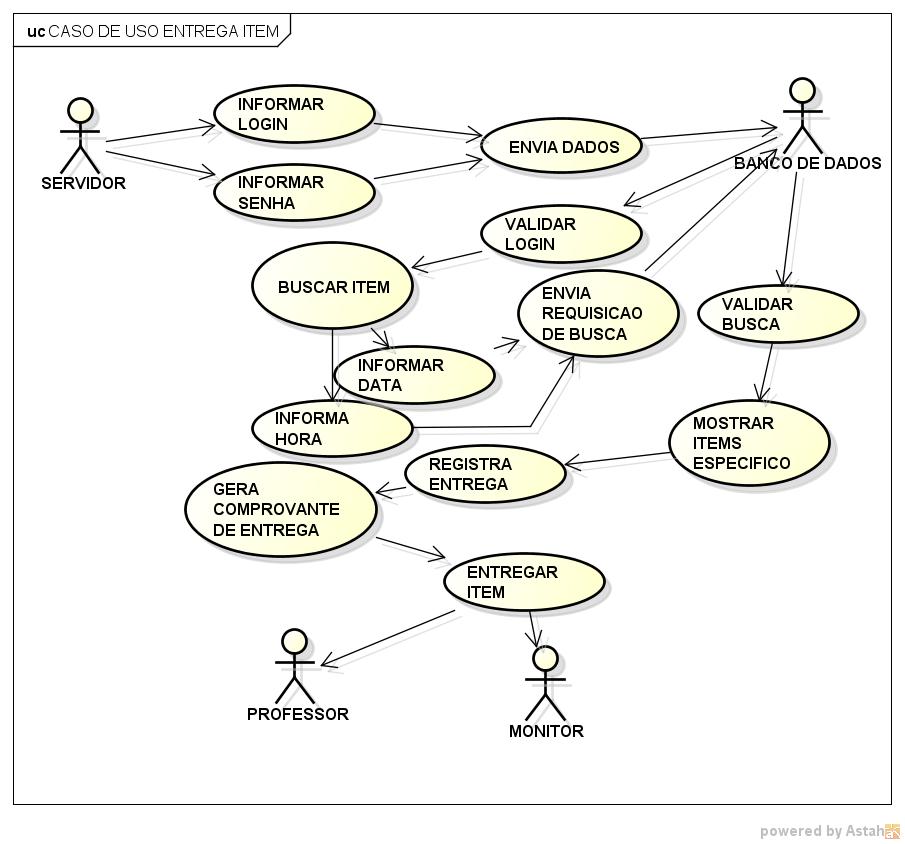 uc CASO DE USO ENTREGA ITEM
INFORMAR
LOGIN
ENVIA DADOS
BANCO DE DADOS
SERVIDOR
INFORMAR
SENHA
VALIDAR
LOGIN
BUSCAR ITEM
ENVIA
REQUISICAO
DE BUSCA
VALIDAR
BUSCA
INFORMAR
DATA
INFORMA
HORA
MOSTRAR
ITEMS
ESPECIFICO
REGISTRA
ENTREGA
GERA
COMPROVANTE
DE ENTREGA
ENTREGAR
ITEM
PROFESSOR
MONITOR
powered by Astah